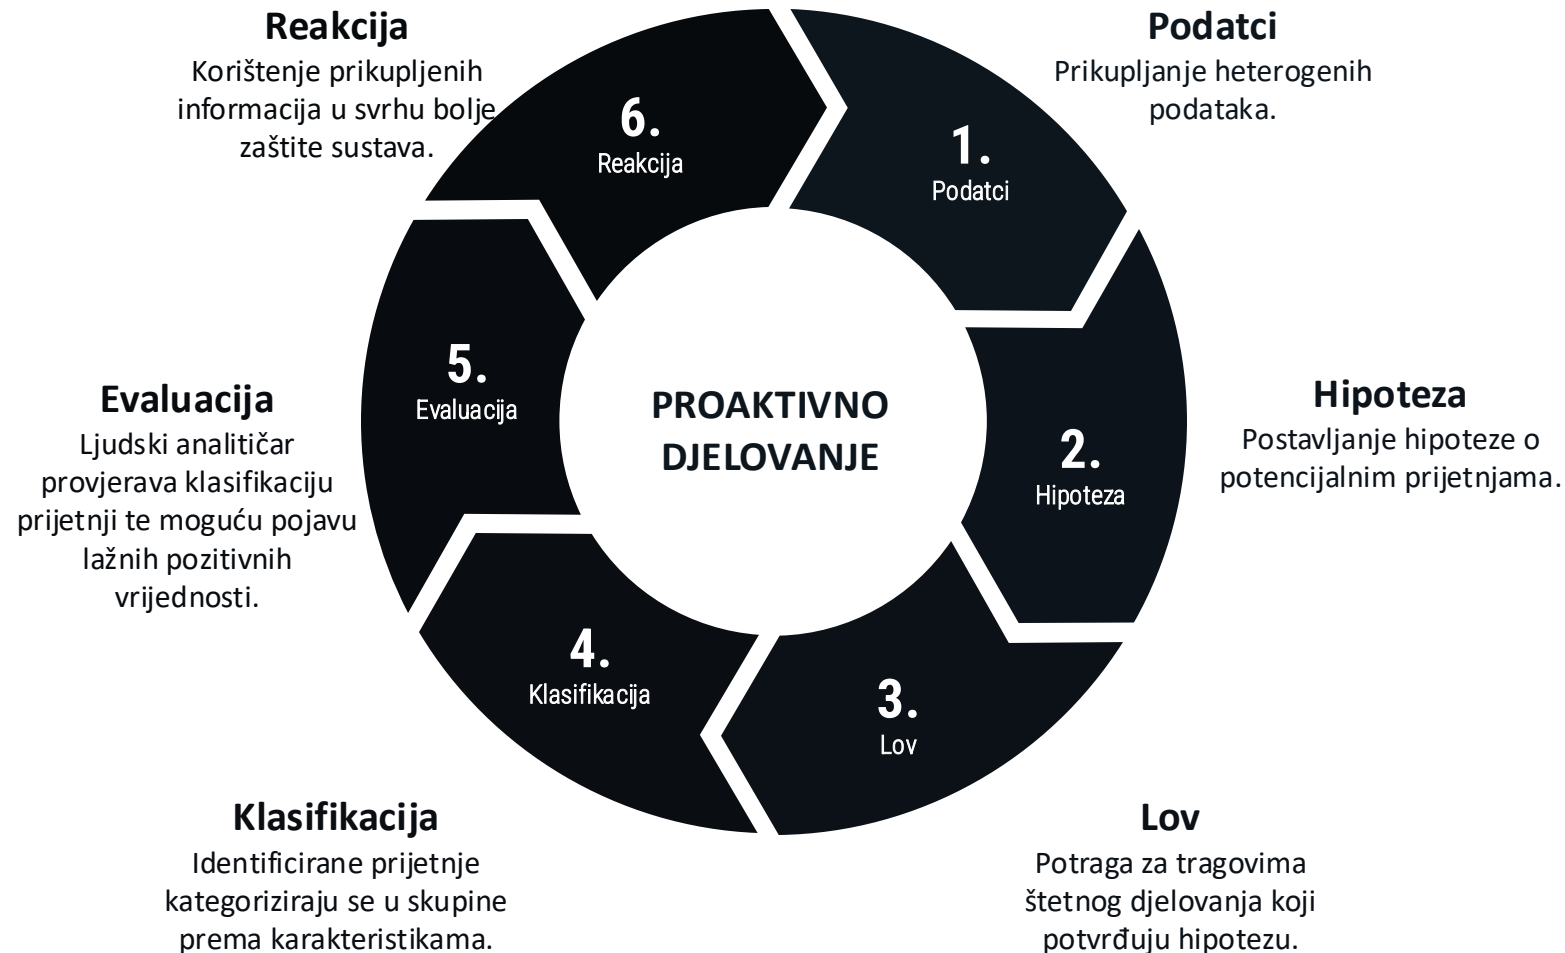 Reakcija
Korištenje prikupljenih
informacija u svrhu bolje
zaštite sustava.
Podatci
Prikupljanje heterogenih
podataka.
6.
Reakcija
1.
Podatci
5.
Evaluacija
PROAKTIVNO
DJELOVANJE
2.
Hipoteza
Evaluacija
Ljudski analitičar
provjerava klasifikaciju
prijetnji te moguću pojavu
lažnih pozitivnih
vrijednosti.
Hipoteza
Postavljanje hipoteze o
potencijalnim prijetnjama.
4.
Klasifikacija
3.
Lov
Klasifikacija
Identificirane prijetnje
kategoriziraju se u skupine
prema karakteristikama.
Lov
Potraga za tragovima
štetnog djelovanja koji
potvrđuju hipotezu.